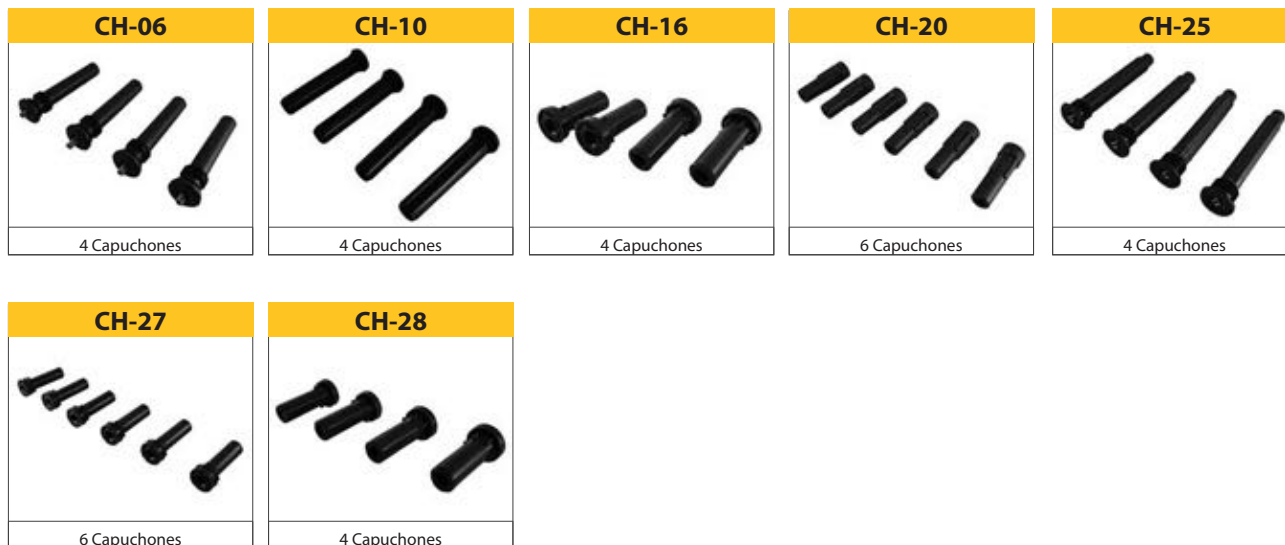 CH-06
CH-10
CH-16
CH-20
CH-25
4 Capuchones
4 Capuchones
4 Capuchones
6 Capuchones
4 Capuchones
CH-27
CH-28
6 Capuchones
4 Capuchones